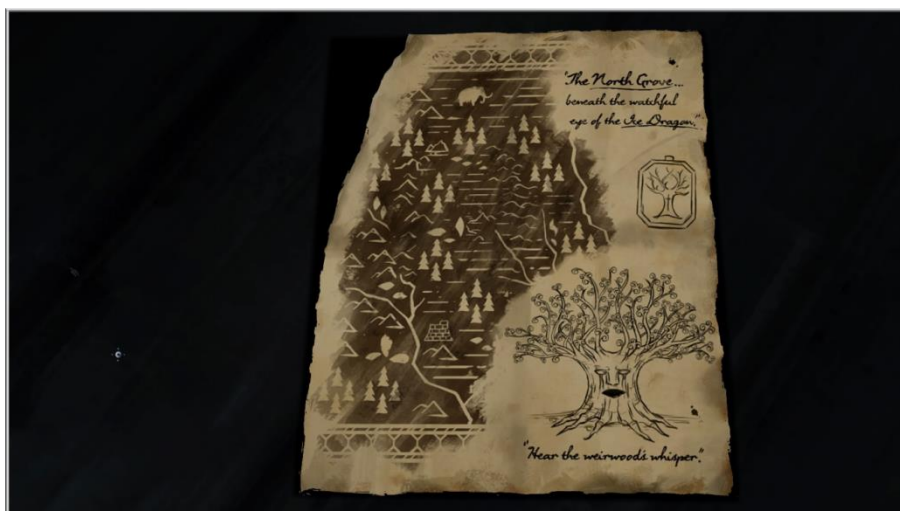 "The North Grove...
beneath the watchful
eye of the Ice Dragon."
"Hear the weirwoods whisper."